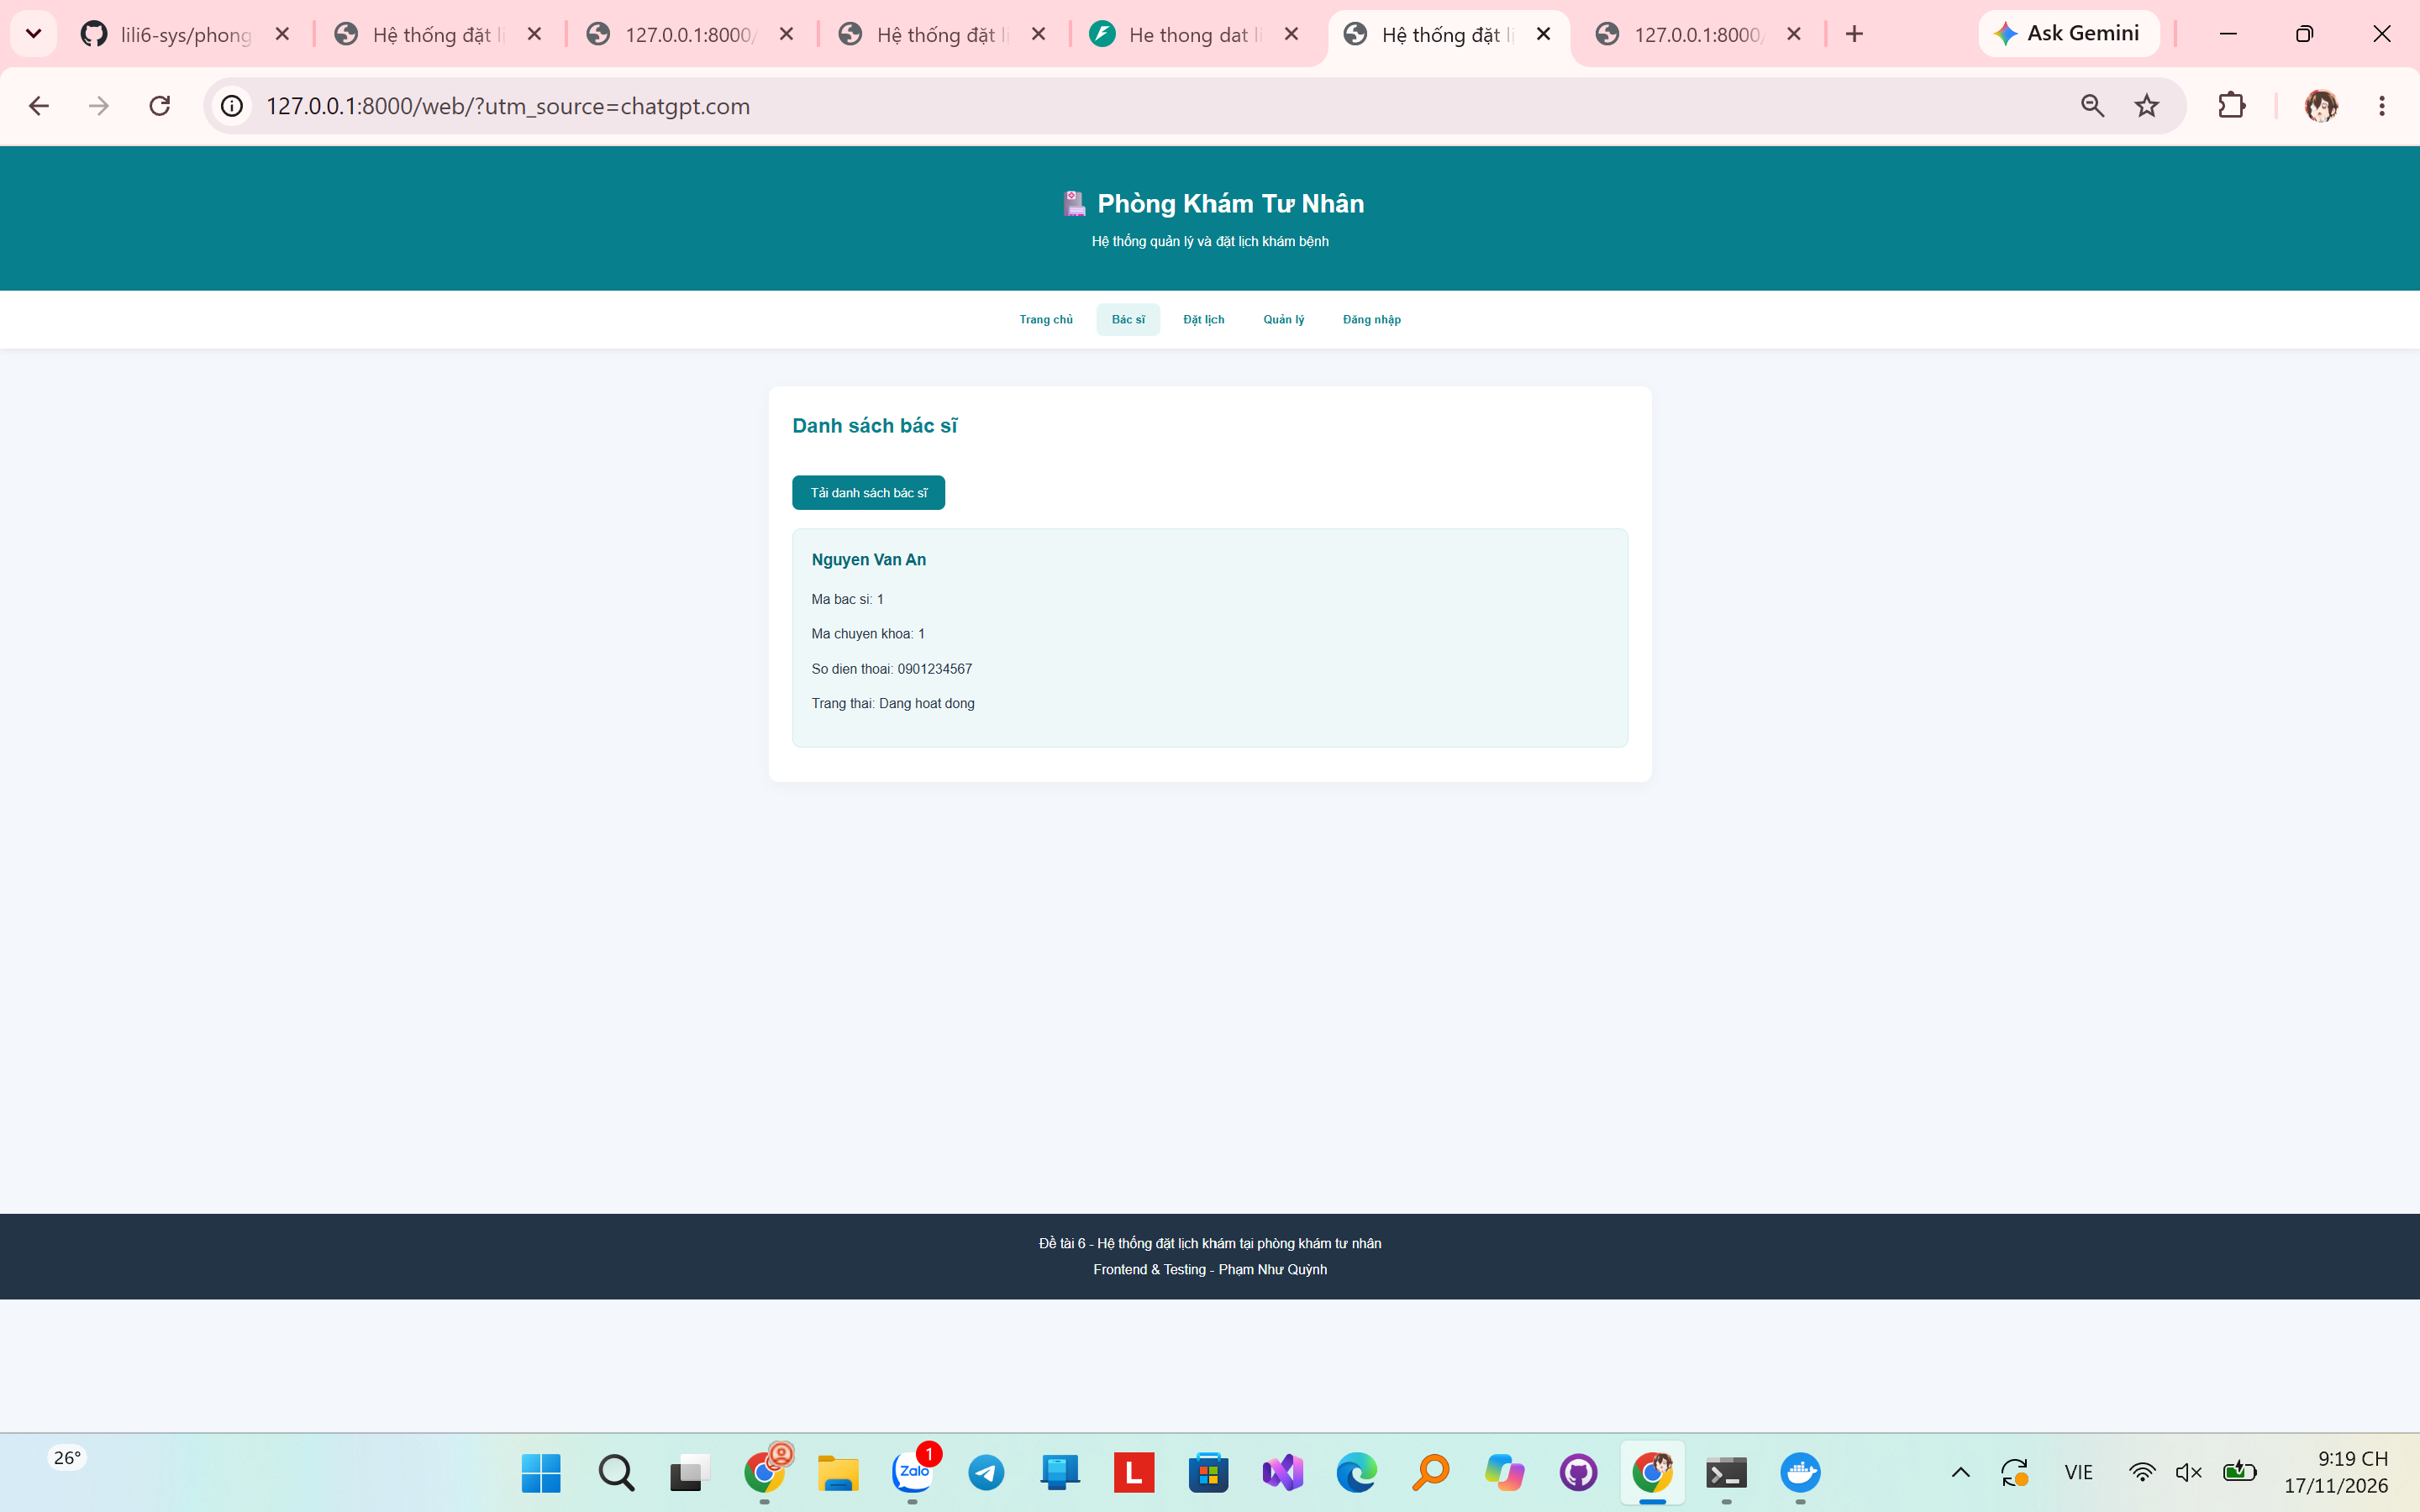 lili6-sys/phong
Hệ thống đặt lị
127.0.0.1:8000/
Hệ thống đặt lị
He thong dat li
Hệ thống đặt lị
127.0.0.1:8000/
Ask Gemini
127.0.0.1:8000/web/?utm_source=chatgpt.com
Phòng Khám Tư Nhân
Hệ thống quản lý và đặt lịch khám bệnh
Trang chủ
Bác sĩ
Đặt lịch
Quản lý
Đăng nhập
Danh sách bác sĩ
Tải danh sách bác sĩ
Nguyen Van An
Ma bac si: 1
Ma chuyen khoa: 1
So dien thoai: 0901234567
Trang thai: Dang hoat dong
Đề tài 6 - Hệ thống đặt lịch khám tại phòng khám tư nhân
Frontend & Testing - Phạm Như Quỳnh
26°
Zalo
1
L
VIE
9:19 CH
17/11/2026